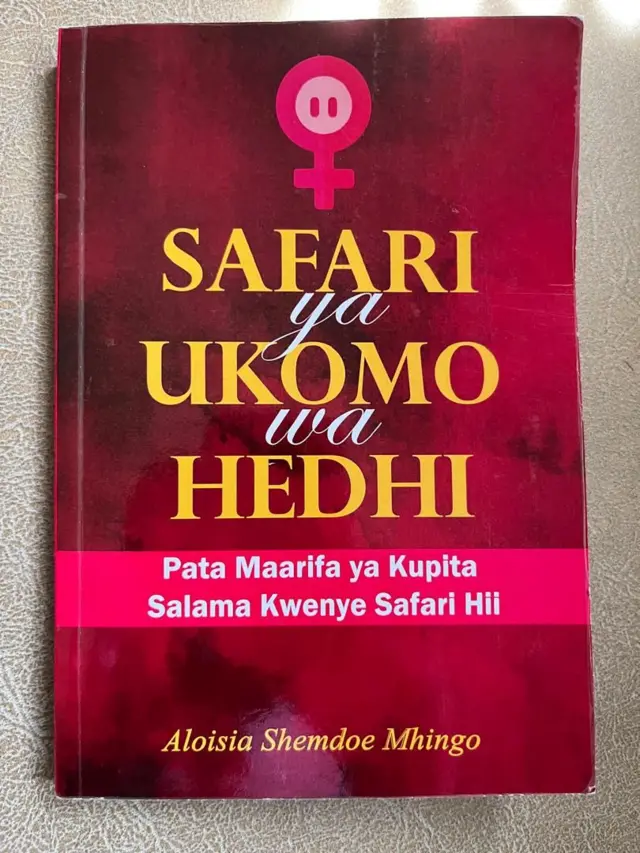 SAFARI
ya
UKOMO
wa
HEDHI
Pata Maarifa ya Kupita
Salama Kwenye Safari Hii
Aloisia Shemdoe Mhingo